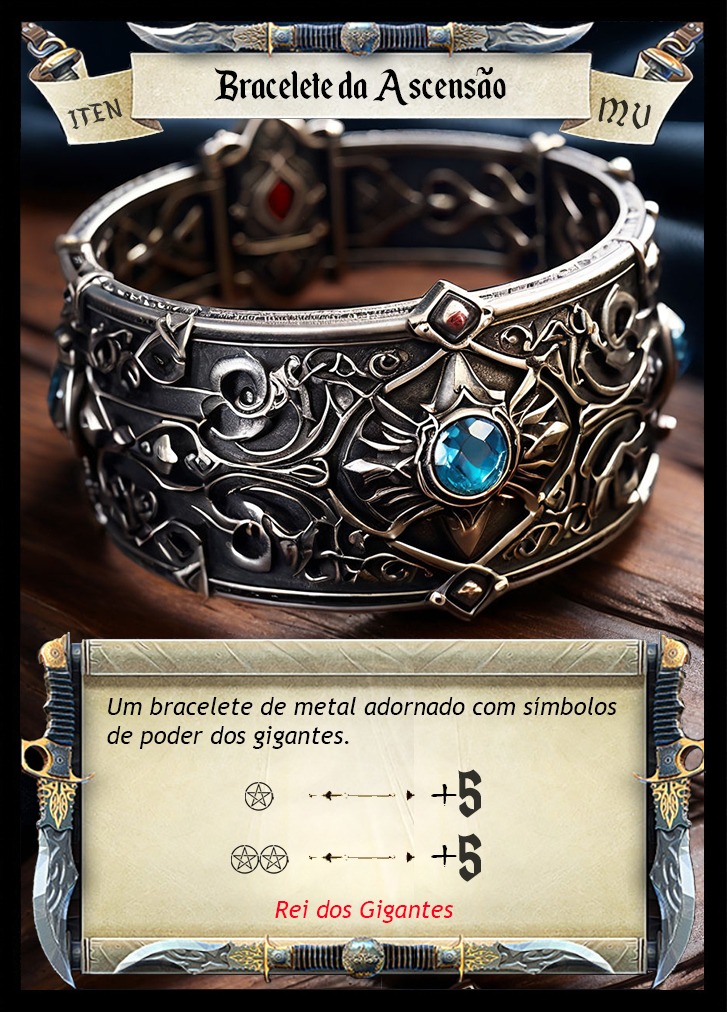 Bracelete da Ascensão
ITEN
MU
Um bracelete de metal adornado com símbolos
de poder dos gigantes.
+5
+5
Rei dos Gigantes